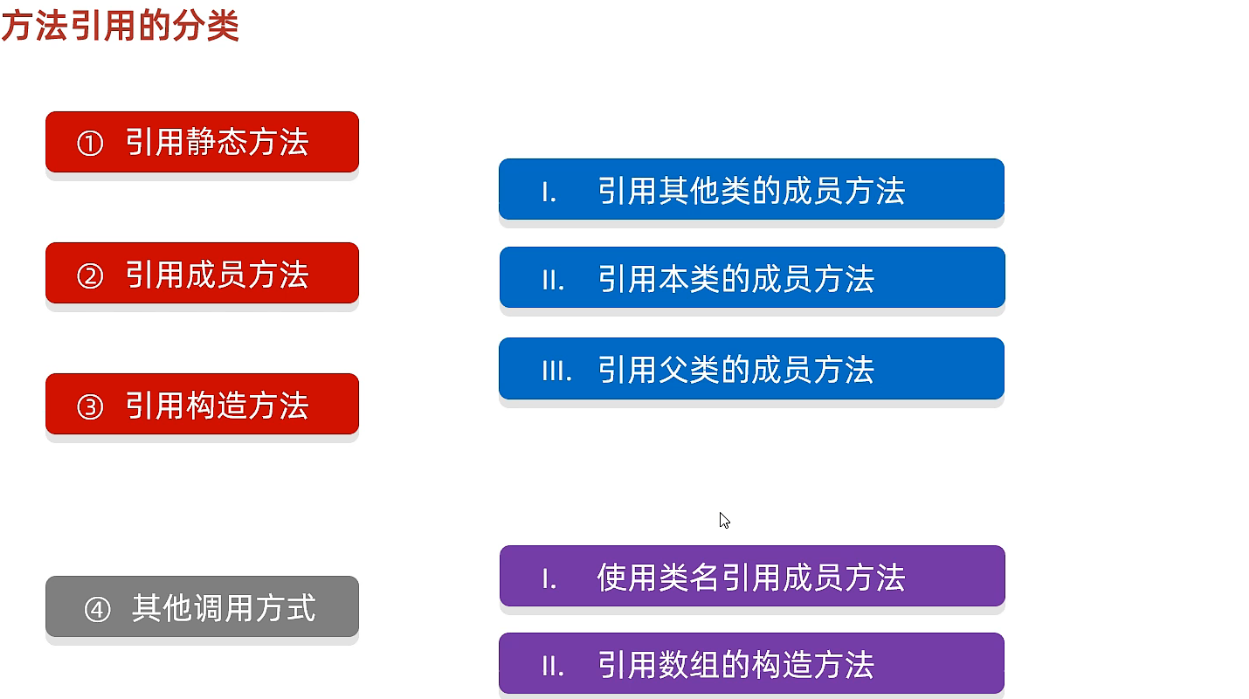 方法引用的分类
① 引用静态方法
② 引用成员方法
I. 引用其他类的成员方法
II. 引用本类的成员方法
III. 引用父类的成员方法
③ 引用构造方法
④ 其他调用方式
I. 使用类名引用成员方法
II. 引用数组的构造方法